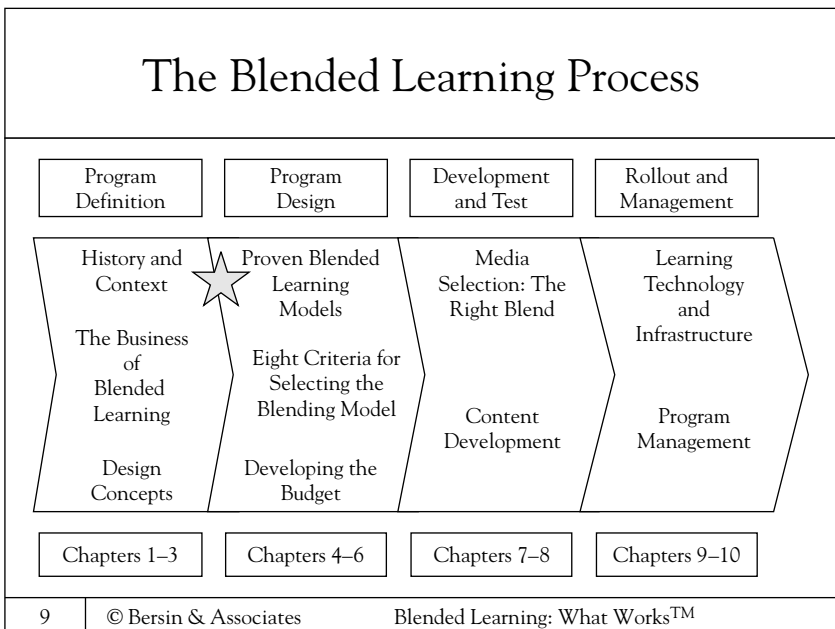 The Blended Learning Process
Program
Definition
Program
Design
Development
and Test
Rollout and
Management
History and
Context
The Business
of
Blended
Learning
Design
Concepts
Proven Blended
Learning
Models
Eight Criteria for
Selecting the
Blending Model
Developing the
Budget
Media
Selection: The
Right Blend
Content
Development
Learning
Technology
and
Infrastructure
Program
Management
Chapters 1–3
Chapters 4–6
Chapters 7–8
Chapters 9–10
9
© Bersin & Associates
Blended Learning: What Works™